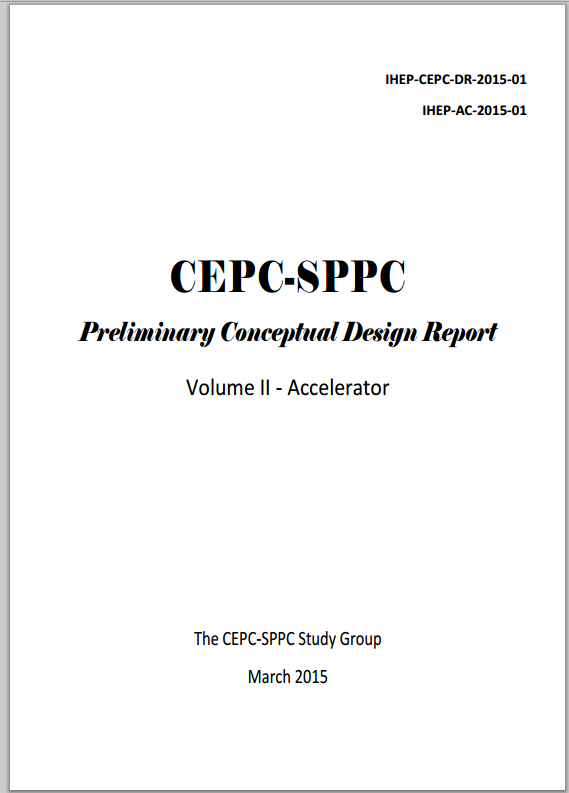 IHEP-CEPC-DR-2015-01
IHEP-AC-2015-01
CEPC-SPPC
Preliminary Conceptual Design Report
Volume II - Accelerator
The CEPC-SPPC Study Group
March 2015